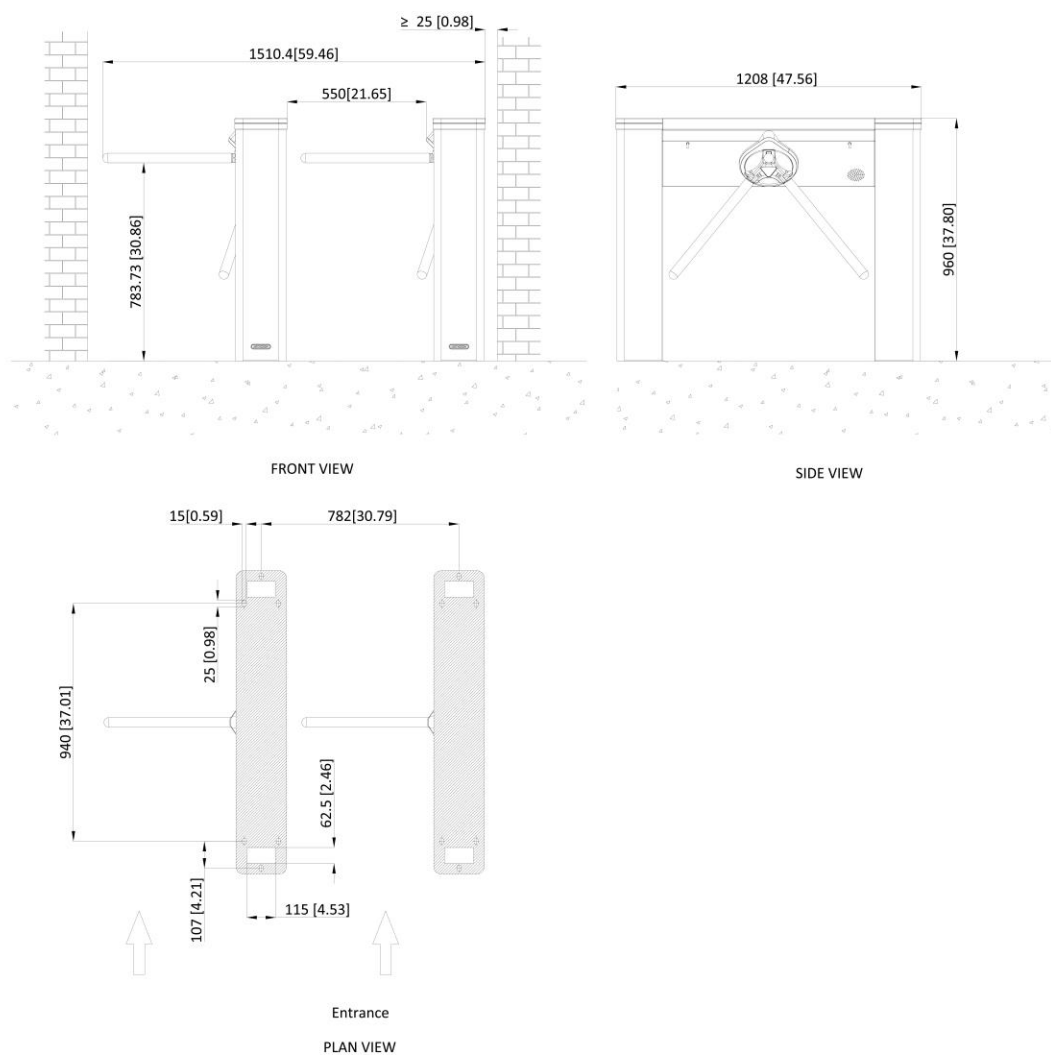 ≥ 25 [0.98]
1510.4[59.46]
550[21.65]
783.73 [30.86]
FRONT VIEW
1208 [47.56]
960 [37.80]
SIDE VIEW
15[0.59]
782[30.79]
25 [0.98]
940 [37.01]
62.5 [2.46]
107 [4.21]
115 [4.53]
Entrance
PLAN VIEW